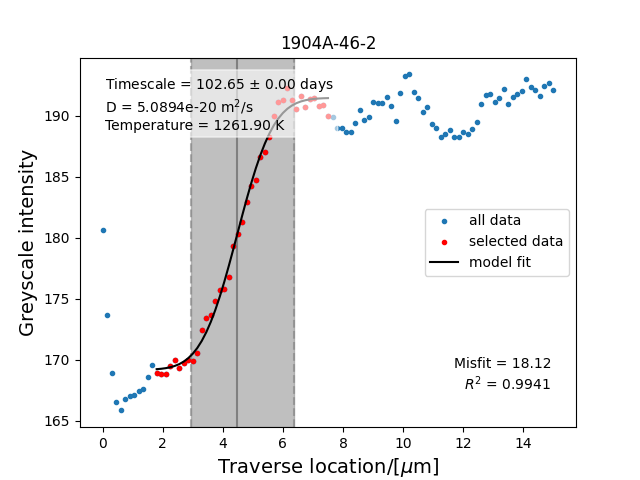 1904A-46-2
Timescale = 102.65 ± 0.00 days
D = 5.0894e-20 m²/s
Temperature = 1261.90 K
190
185
180
175
170
165
Greyscale intensity
all data
selected data
model fit
Misfit = 18.12
R² = 0.9941
0 2 4 6 8 10 12 14
Traverse location/[μm]